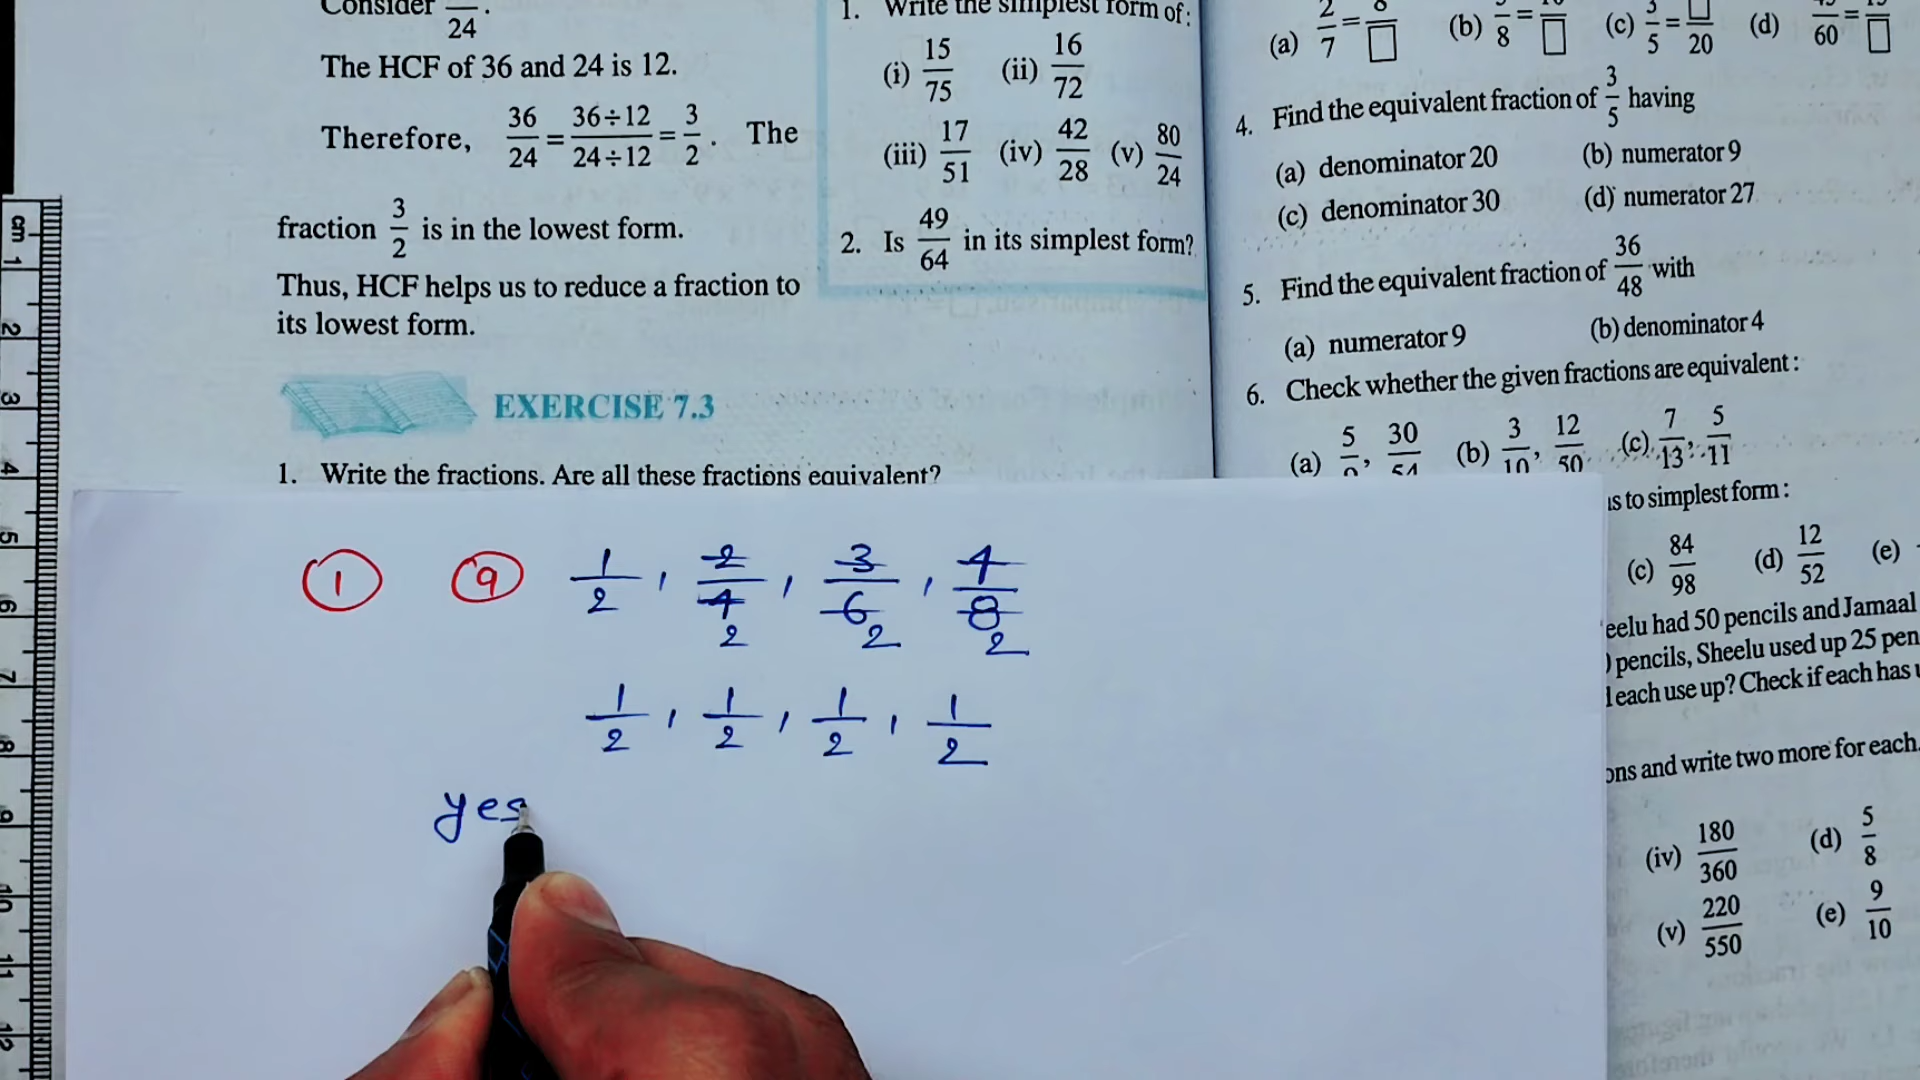 Consider /24.
The HCF of 36 and 24 is 12.
Therefore, 36/24 = 36÷12/24÷12 = 3/2. The
fraction 3/2 is in the lowest form.
Thus, HCF helps us to reduce a fraction to
its lowest form.
1. Write the simplest form of:
(i) 15/75 (ii) 16/72
(iii) 17/51 (iv) 42/28 (v) 80/24
2. Is 49/64 in its simplest form?
EXERCISE 7.3
1. Write the fractions. Are all these fractions equivalent?
(a) 2/7 = 8/□ (b) /8 = /□ (c) 3/5 = □/20 (d) /60 = /□
4. Find the equivalent fraction of 3/5 having
(a) denominator 20 (b) numerator 9
(c) denominator 30 (d) numerator 27
5. Find the equivalent fraction of 36/48 with
(a) numerator 9 (b) denominator 4
6. Check whether the given fractions are equivalent :
(a) 5/9, 30/54 (b) 3/10, 12/50 (c) 7/13, 5/11
s to simplest form :
(c) 84/98 (d) 12/52 (e)
eelu had 50 pencils and Jamaal
pencils, Sheelu used up 25 pen
each use up? Check if each has
ons and write two more for each.
(iv) 180/360 (d) 5/8
(v) 220/550 (e) 9/10
① ⑨ 1/2, 2/4, 3/6, 4/8
2 2 2
1/2, 1/2, 1/2, 1/2
yes
cm 1 2 3 4 5 6 7 8 9 10 11 12